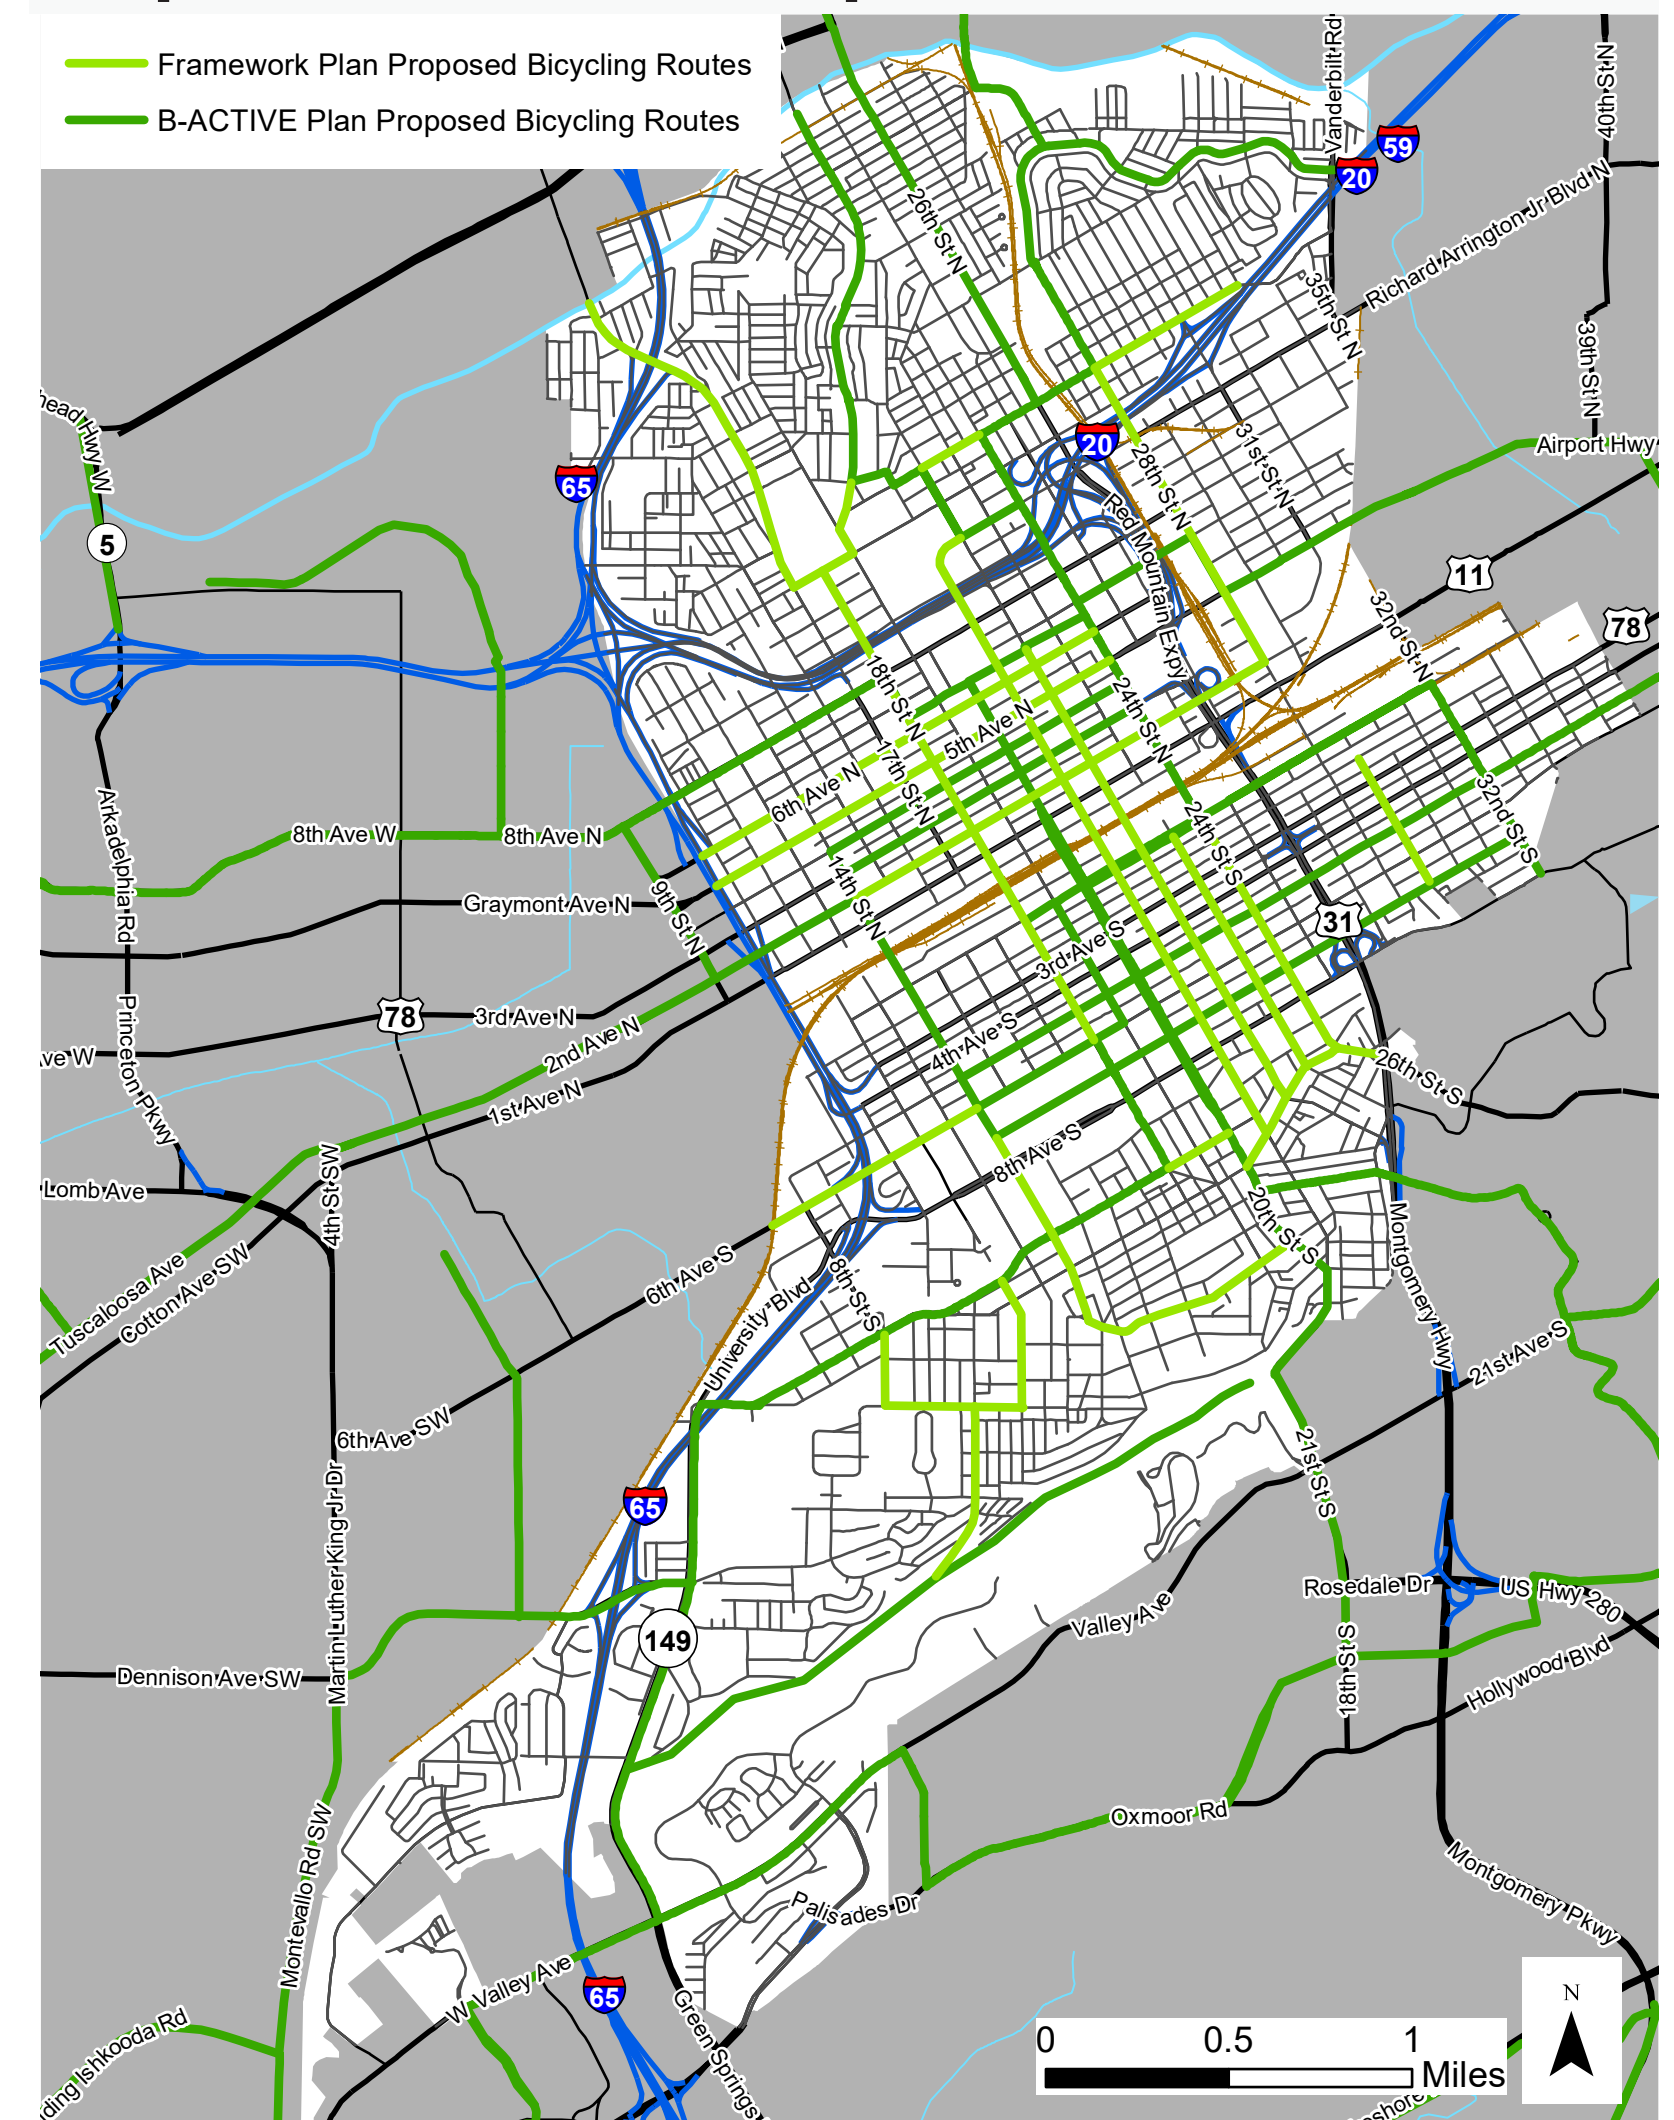 Framework Plan Proposed Bicycling Routes
B-ACTIVE Plan Proposed Bicycling Routes
Vanderbilt Rd
40th St N
59
20
Richard Arrington Jr Blvd N
26th St N
35th St N
39th St N
head Hwy W
31st St N
Airport Hwy
20
28th St N
65
Red Mountain Expy
5
11
32nd St N
78
18th St N
24th St N
5th Ave N
17th St N
6th Ave N
32nd St S
Arkadelphia Rd
8th Ave W
8th Ave N
24th St S
14th St N
9th St N
Graymont Ave N
31
3rd Ave S
78
3rd Ave N
2nd Ave N
4th Ave S
Ave W
Princeton Pkwy
1st Ave N
26th St S
8th Ave S
Lomb Ave
4th St SW
20th St S
Montgomery Hwy
Tuscaloosa Ave
Cotton Ave SW
6th Ave S
8th St S
University Blvd
21st Ave S
6th Ave SW
21st St S
65
Martin Luther King Jr Dr
Rosedale Dr
US Hwy 280
Valley Ave
149
18th St S
Hollywood Blvd
Dennison Ave SW
Oxmoor Rd
Montevallo Rd SW
Palisades Dr
Montgomery Pkwy
W Valley Ave
65
Green Springs
N
ding Ishkooda Rd
0 0.5 1
Miles
eshore